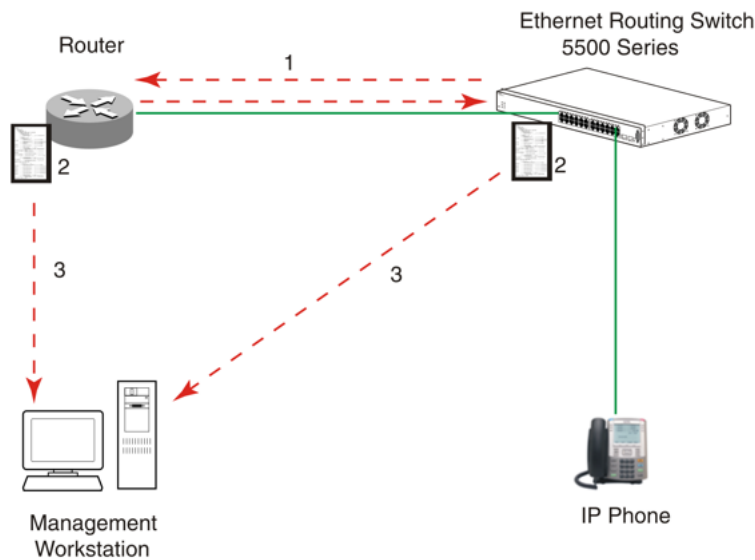 Ethernet Routing Switch
5500 Series
Router
1
2
2
3
3
Management
Workstation
IP Phone